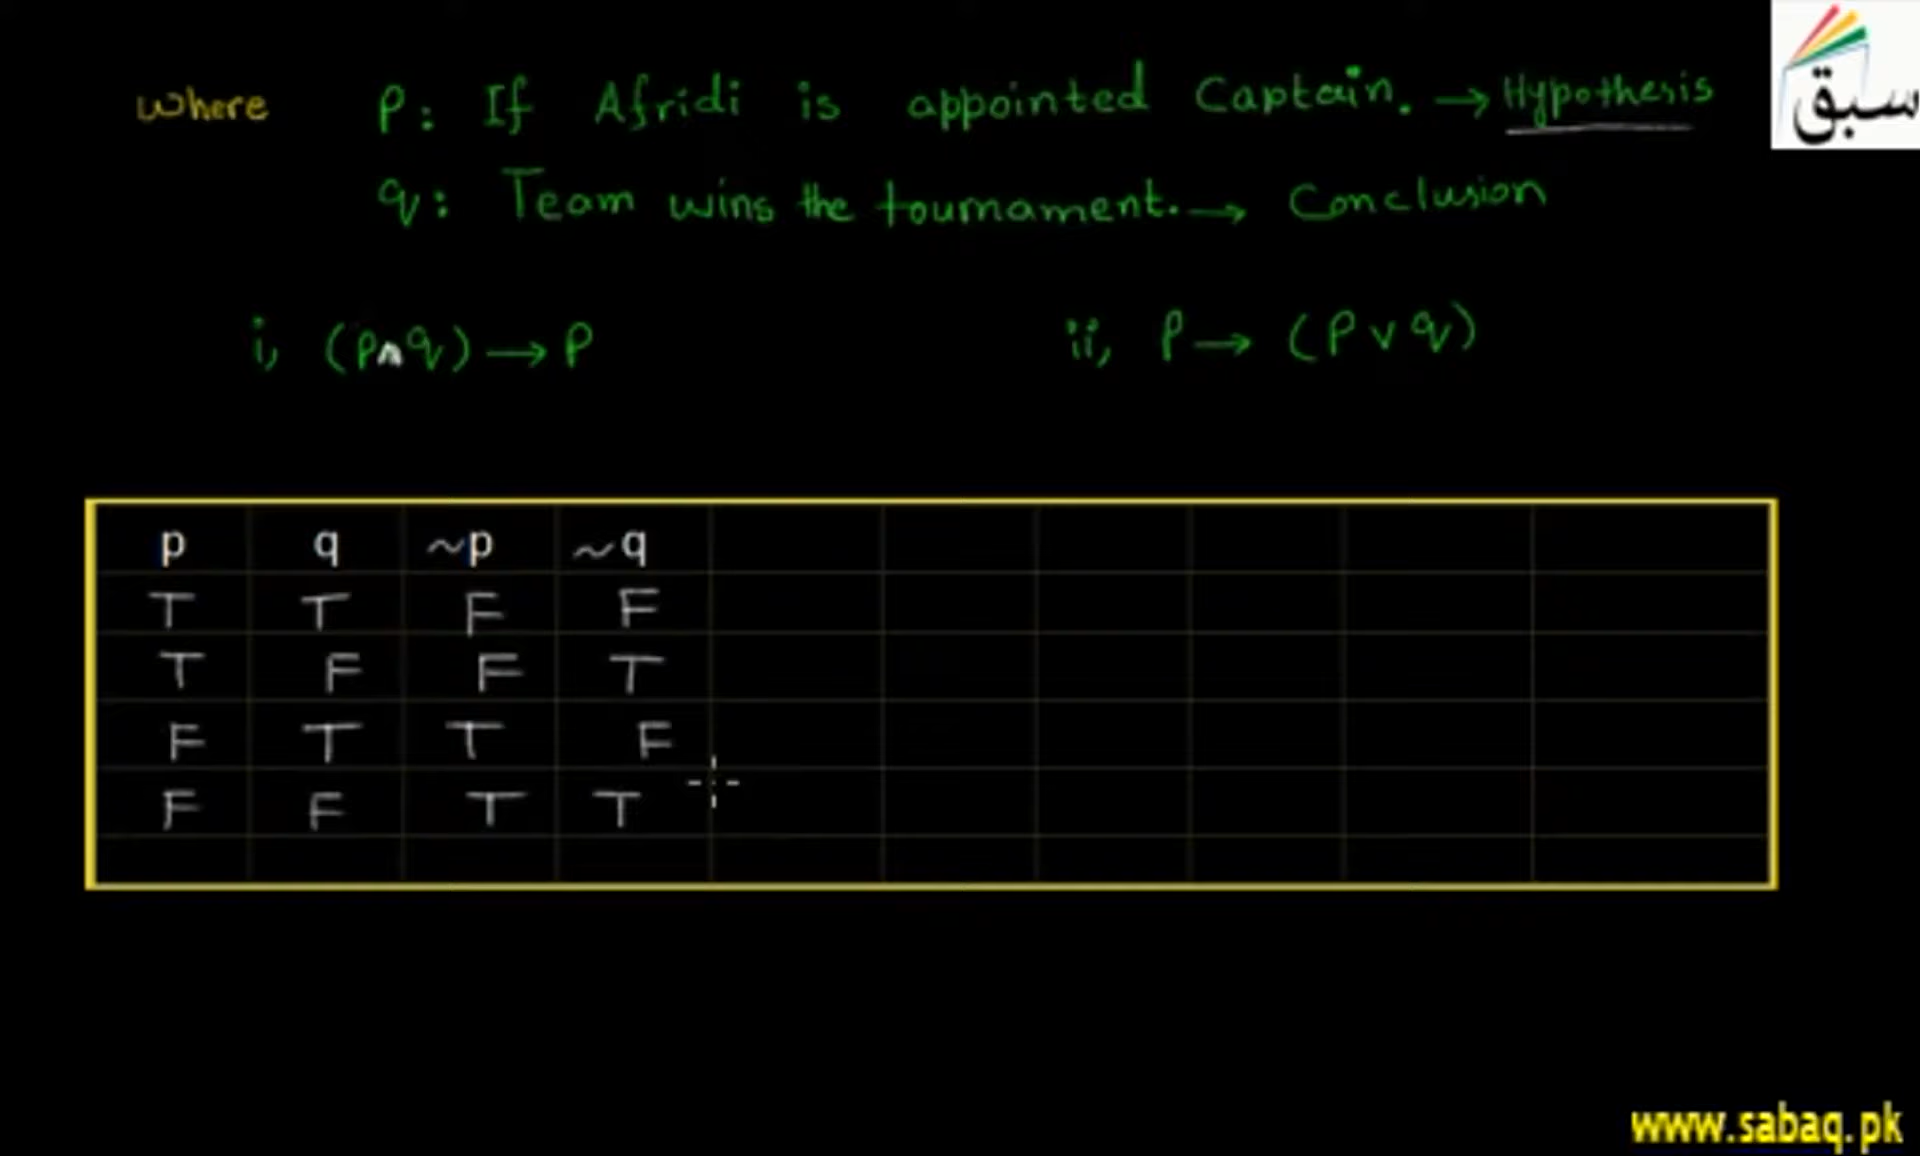 where p: If Afridi is appointed Captain. → Hypothesis
سبق
q: Team wins the tournament. → Conclusion
i, (p∧q) → p ii, p → (p∨q)
p q ~p ~q
T T F F
T F F T
F T T F
F F T T
www.sabaq.pk